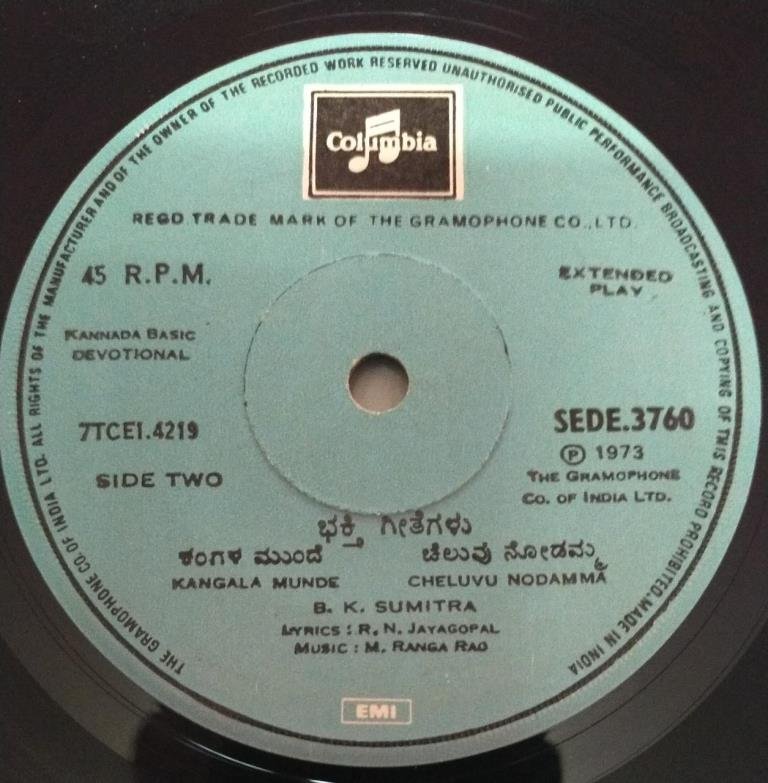 THE GRAMOPHONE CO. OF INDIA LTD. ALL RIGHTS OF THE MANUFACTURER AND OF THE OWNER OF THE RECORDED WORK RESERVED UNAUTHORISED PUBLIC PERFORMANCE BROADCASTING AND COPYING OF THIS RECORD PROHIBITED. MADE IN INDIA
Columbia
REGD. TRADE MARK OF THE GRAMOPHONE CO., LTD.
45 R.P.M.
EXTENDED
PLAY
KANNADA BASIC
DEVOTIONAL
7TCEI.4219
SIDE TWO
SEDE.3760
Ⓟ 1973
THE GRAMOPHONE
CO. OF INDIA LTD.
ಭಕ್ತಿ ಗೀತೆಗಳು
ಕಂಗಳ ಮುಂದೆ ಚೆಲುವು ನೋಡಮ್ಮ
KANGALA MUNDE CHELUVU NODAMMA
B. K. SUMITRA
LYRICS : R. N. JAYAGOPAL
MUSIC : M. RANGA RAO
EMI